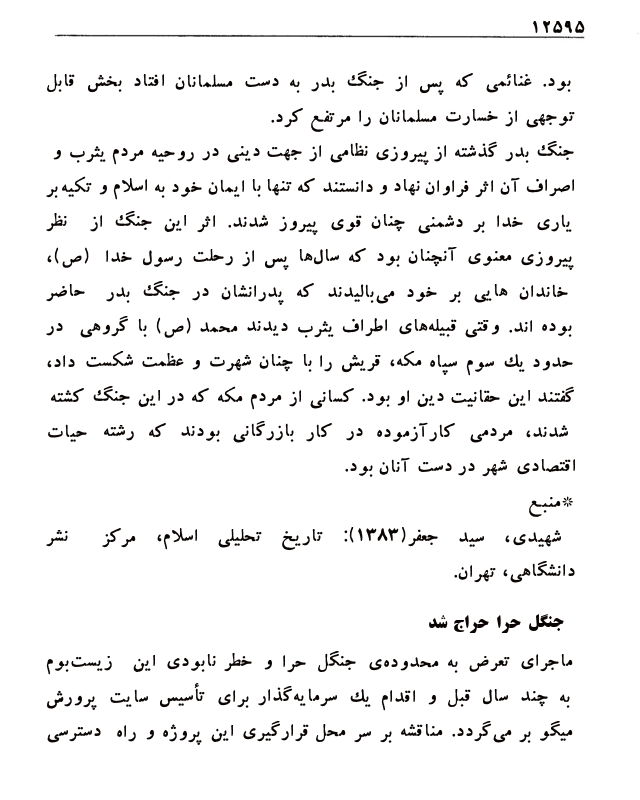 ۱۲۵۹۵
بود. غنائمی که پس از جنگ بدر به دست مسلمانان افتاد بخش قابل
توجهی از خسارت مسلمانان را مرتفع کرد.
جنگ بدر گذشته از پیروزی نظامی از جهت دینی در روحیه مردم یثرب و
اصراف آن اثر فراوان نهاد و دانستند که تنها با ایمان خود به اسلام و تکیه بر
یاری خدا بر دشمنی چنان قوی پیروز شدند. اثر این جنگ از نظر
پیروزی معنوی آنچنان بود که سال‌ها پس از رحلت رسول خدا (ص)،
خاندان هایی بر خود می‌بالیدند که پدرانشان در جنگ بدر حاضر
بوده اند. وقتی قبیله‌های اطراف یثرب دیدند محمد (ص) با گروهی در
حدود یك سوم سپاه مکه، قریش را با چنان شهرت و عظمت شکست داد،
گفتند این حقانیت دین او بود. کسانی از مردم مکه که در این جنگ کشته
شدند، مردمی کارآزموده در کار بازرگانی بودند که رشته حیات
اقتصادی شهر در دست آنان بود.
*منبع
شهیدی، سید جعفر(۱۳۸۳): تاریخ تحلیلی اسلام، مرکز نشر
دانشگاهی، تهران.
جنگل حرا حراج شد
ماجرای تعرض به محدوده‌ی جنگل حرا و خطر نابودی این زیست‌بوم
به چند سال قبل و اقدام یك سرمایه‌گذار برای تأسیس سایت پرورش
میگو بر می‌گردد. مناقشه بر سر محل قرارگیری این پروژه و راه دسترسی